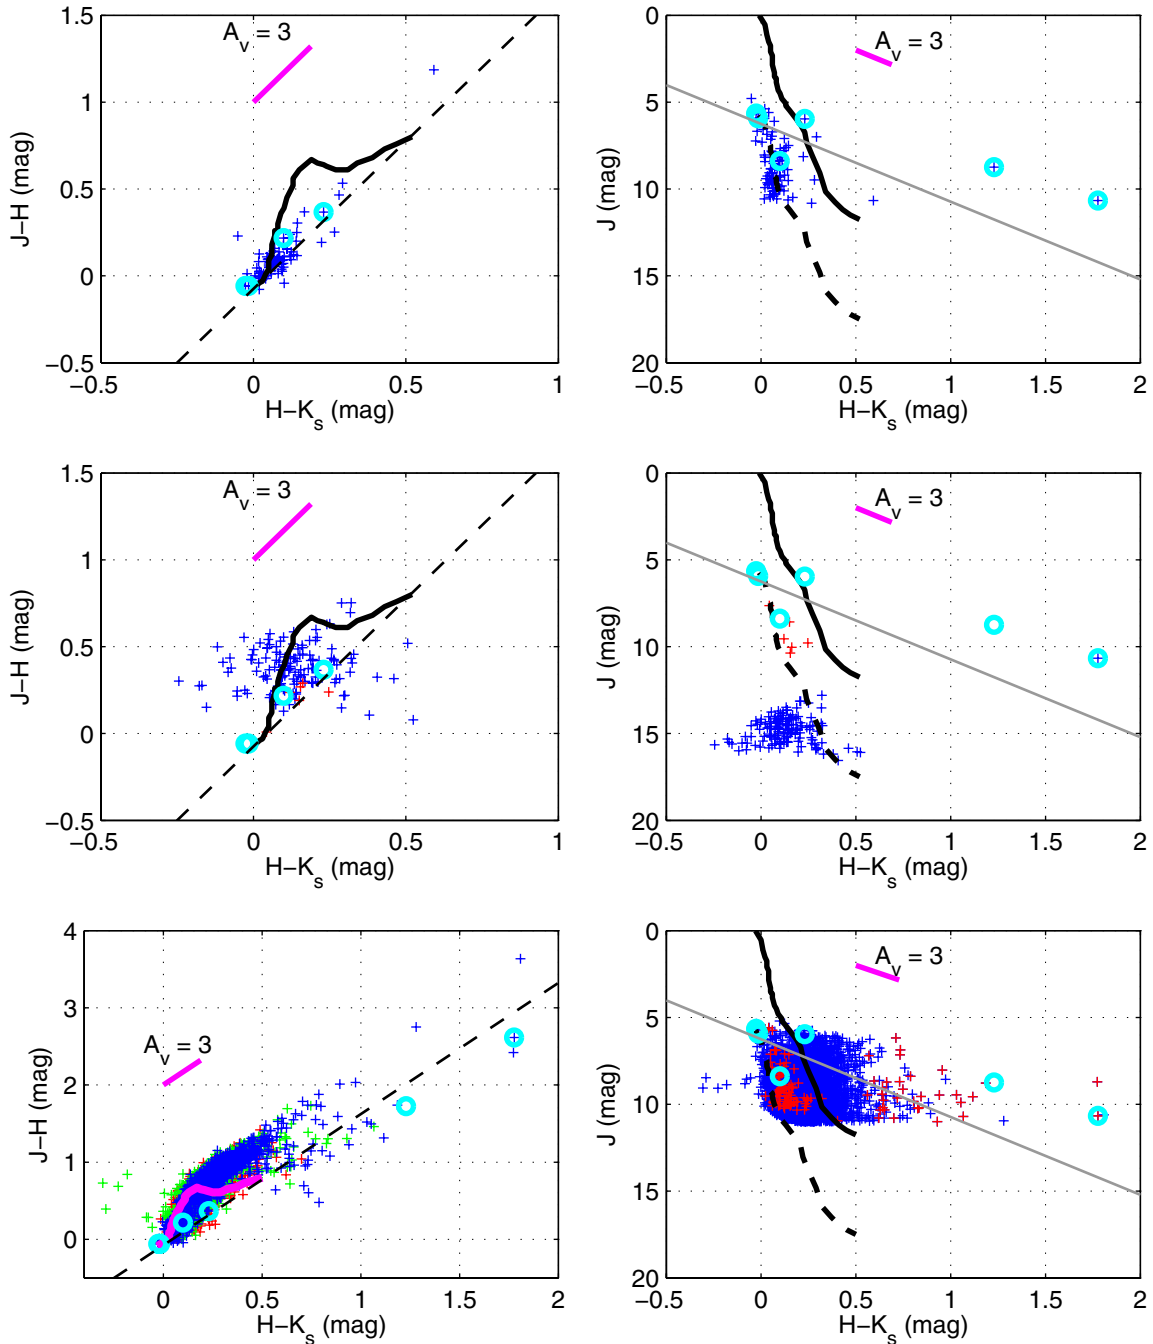 1.5
1
0.5
0
−0.5
J−H (mag)
A_v = 3
−0.5 0 0.5 1
H−K_s (mag)
0
5
10
15
20
J (mag)
A_v = 3
−0.5 0 0.5 1 1.5 2
H−K_s (mag)
1.5
1
0.5
0
−0.5
J−H (mag)
A_v = 3
−0.5 0 0.5 1
H−K_s (mag)
0
5
10
15
20
J (mag)
A_v = 3
−0.5 0 0.5 1 1.5 2
H−K_s (mag)
4
3
2
1
0
J−H (mag)
A_v = 3
0 0.5 1 1.5 2
H−K_s (mag)
0
5
10
15
20
J (mag)
A_v = 3
−0.5 0 0.5 1 1.5 2
H−K_s (mag)